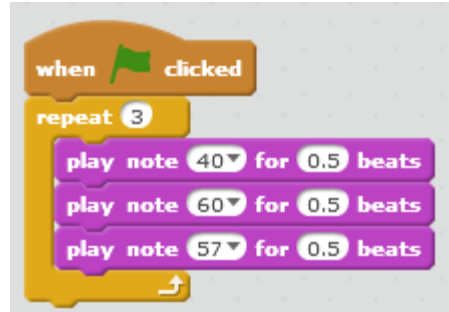 when clicked
repeat 3
play note 40 for 0.5 beats
play note 60 for 0.5 beats
play note 57 for 0.5 beats